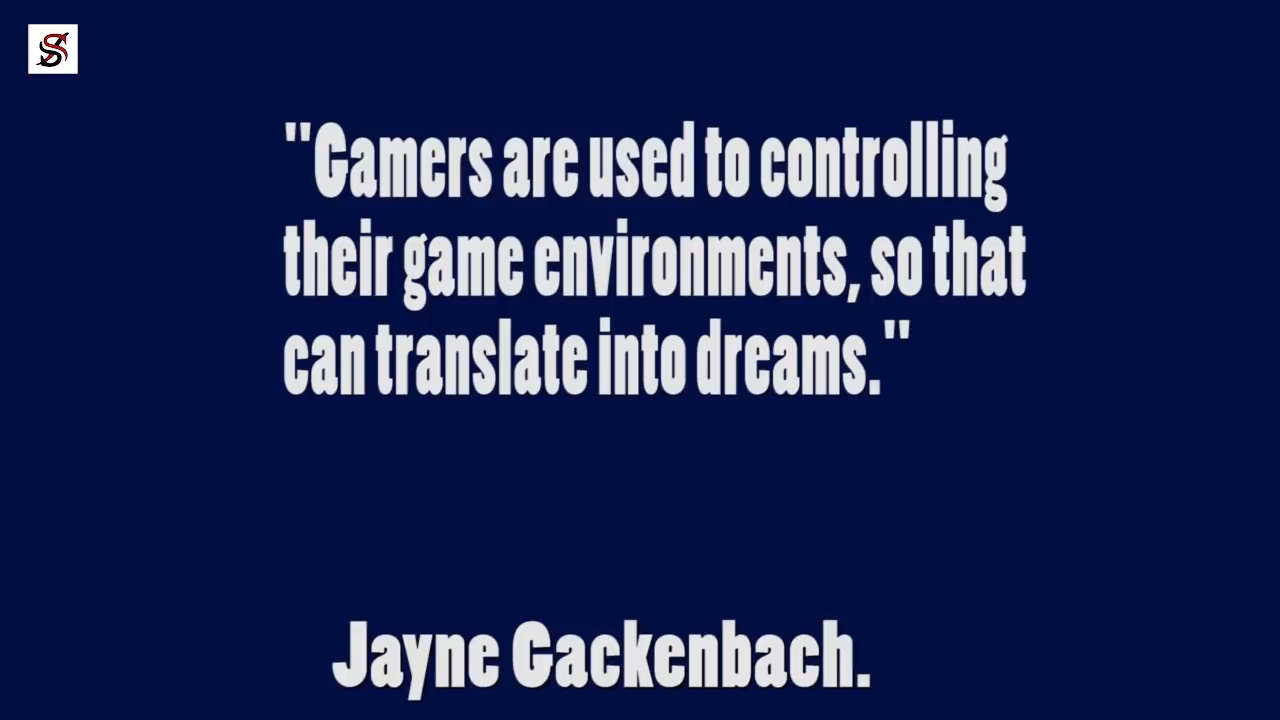 "Gamers are used to controlling
their game environments, so that
can translate into dreams."
Jayne Gackenbach.